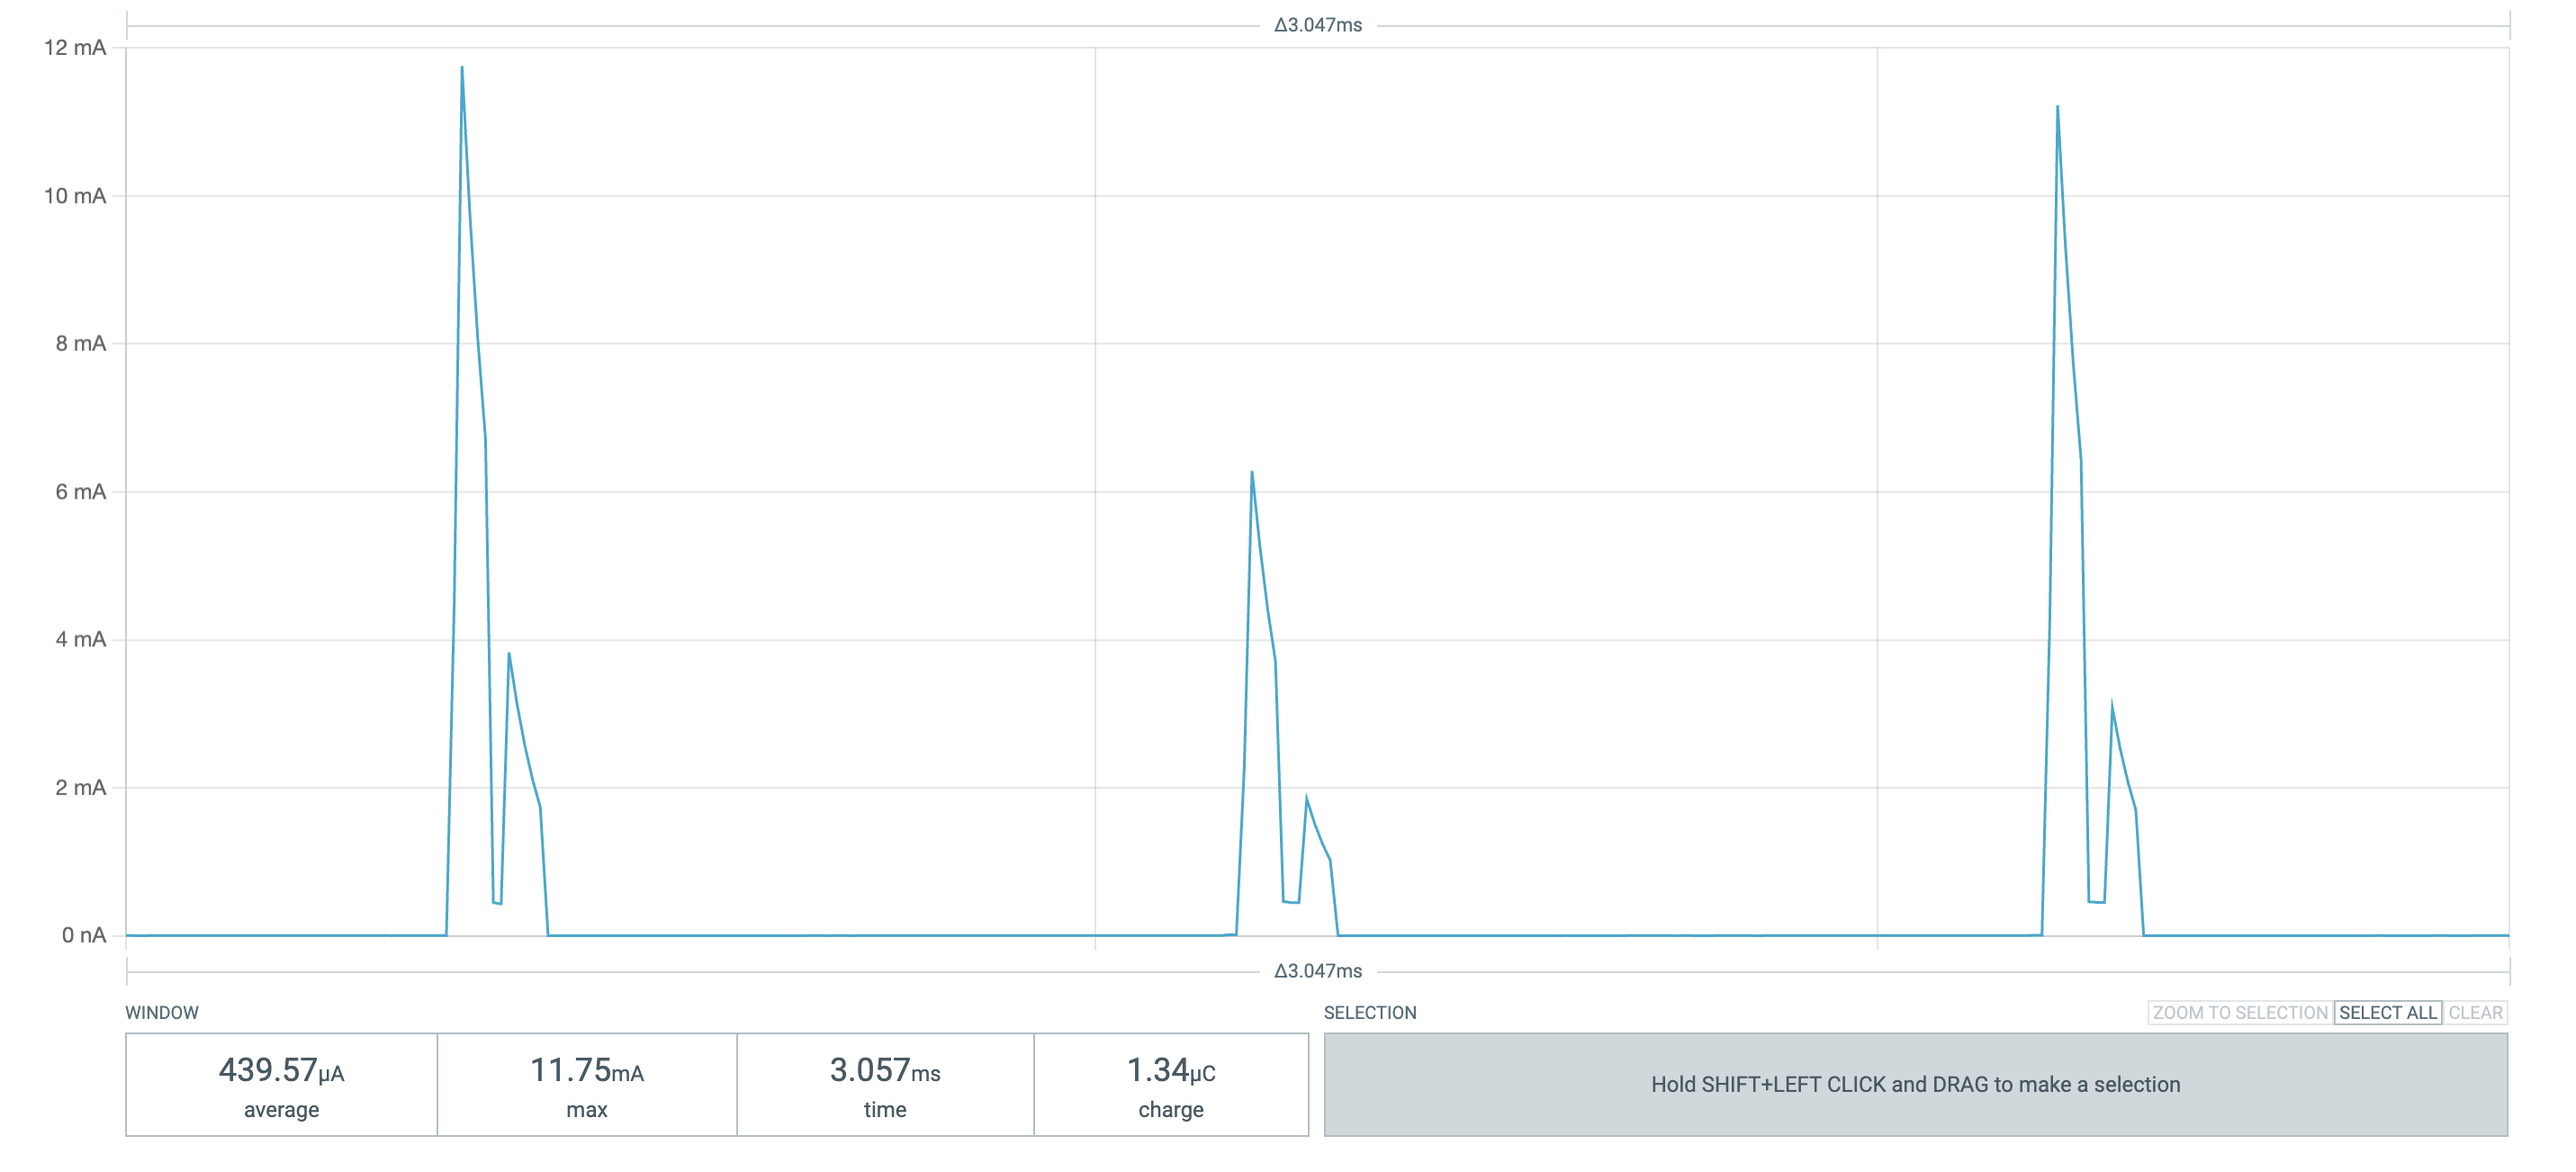 Δ3.047ms
12 mA
10 mA
8 mA
6 mA
4 mA
2 mA
0 nA
Δ3.047ms
WINDOW
439.57µA
average
11.75mA
max
3.057ms
time
1.34µC
charge
SELECTION
ZOOM TO SELECTION SELECT ALL CLEAR
Hold SHIFT+LEFT CLICK and DRAG to make a selection